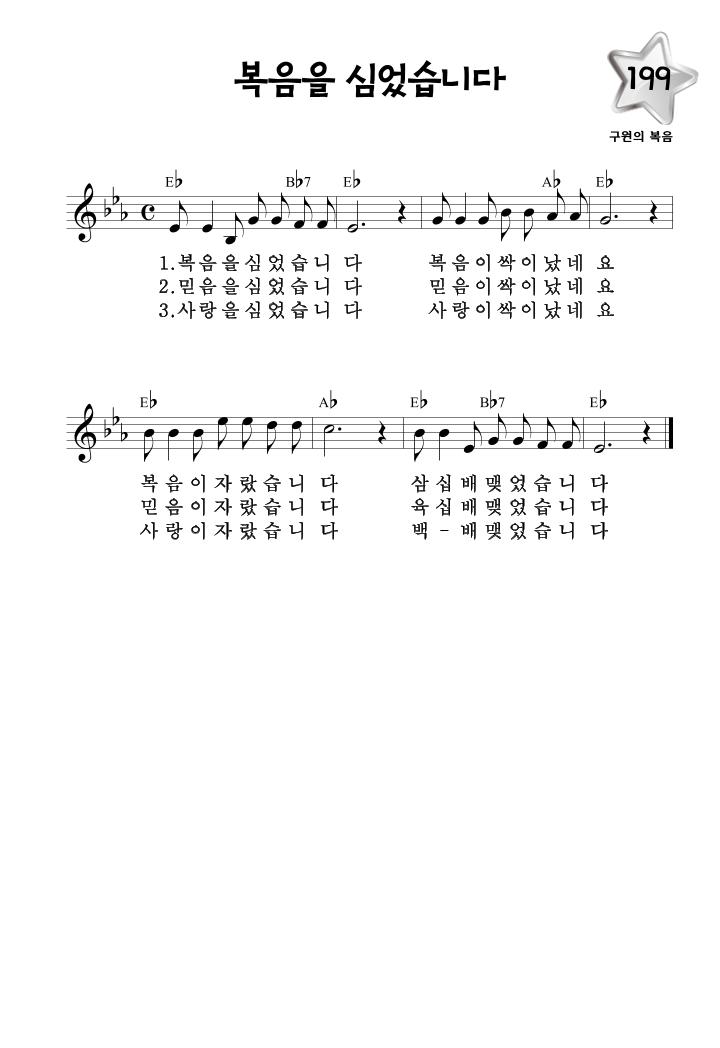 복음을 심었습니다
199
구원의 복음
E♭ B♭7 E♭ A♭ E♭
1.복음을심었습니 다 복음이싹이났네 요
2.믿음을심었습니 다 믿음이싹이났네 요
3.사랑을심었습니 다 사랑이싹이났네 요
E♭ A♭ E♭ B♭7 E♭
복음이자랐습니 다 삼십배맺었습니 다
믿음이자랐습니 다 육십배맺었습니 다
사랑이자랐습니 다 백-배맺었습니 다